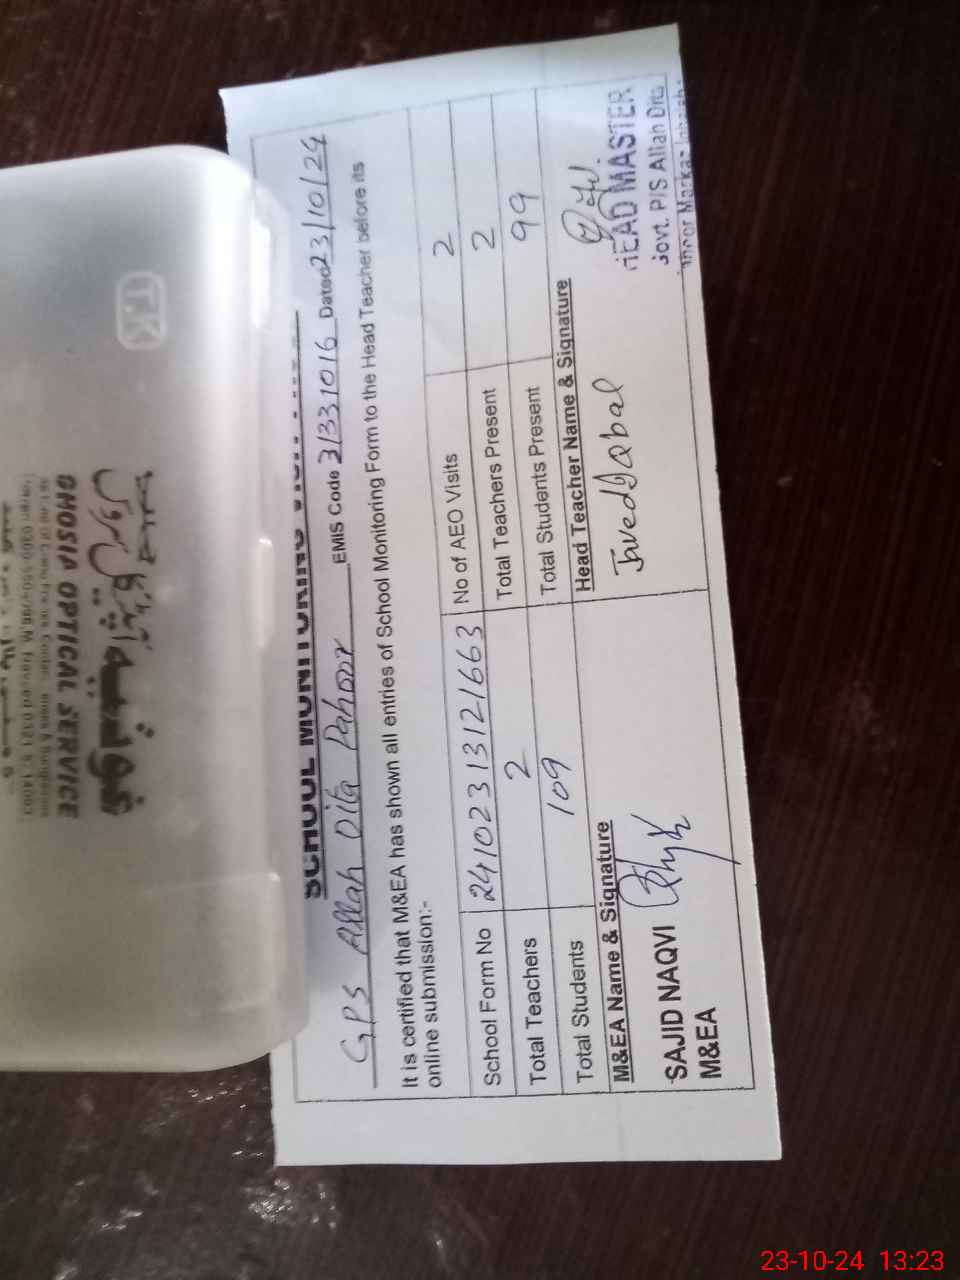 SCHOOL MONITORING
GPS Allah Ditta Pahoor EMIS Code 31331016 Dated 23/10/24
It is certified that M&EA has shown all entries of School Monitoring Form to the Head Teacher before its
online submission:-
School Form No 24102313121663 No of AEO Visits 2
Total Teachers 2 Total Teachers Present 2
Total Students 109 Total Students Present 99
M&EA Name & Signature Head Teacher Name & Signature
SAJID NAQVI
M&EA
Javed Iqbal
HEAD MASTER
Govt. P/S Allah Ditta
T.K
غوثیہ آپٹیکل سروس
GHOSIA OPTICAL SERVICE
23-10-24 13:23